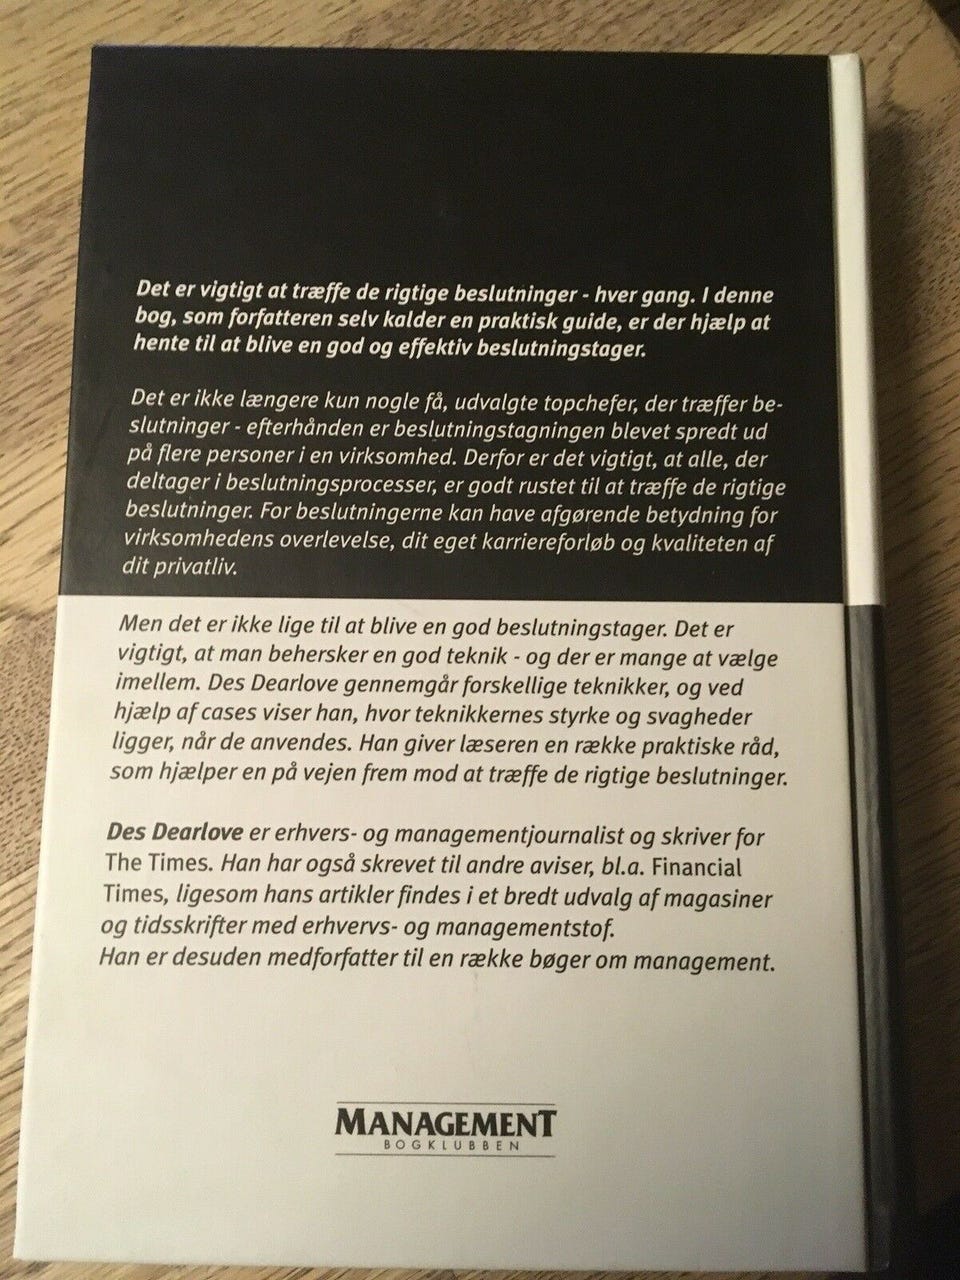 Det er vigtigt at træffe de rigtige beslutninger - hver gang. I denne
bog, som forfatteren selv kalder en praktisk guide, er der hjælp at
hente til at blive en god og effektiv beslutningstager.
Det er ikke længere kun nogle få, udvalgte topchefer, der træffer be-
slutninger - efterhånden er beslutningstagningen blevet spredt ud
på flere personer i en virksomhed. Derfor er det vigtigt, at alle, der
deltager i beslutningsprocesser, er godt rustet til at træffe de rigtige
beslutninger. For beslutningerne kan have afgørende betydning for
virksomhedens overlevelse, dit eget karriereforløb og kvaliteten af
dit privatliv.
Men det er ikke lige til at blive en god beslutningstager. Det er
vigtigt, at man behersker en god teknik - og der er mange at vælge
imellem. Des Dearlove gennemgår forskellige teknikker, og ved
hjælp af cases viser han, hvor teknikkernes styrke og svagheder
ligger, når de anvendes. Han giver læseren en række praktiske råd,
som hjælper en på vejen frem mod at træffe de rigtige beslutninger.
Des Dearlove er erhvers- og managementjournalist og skriver for
The Times. Han har også skrevet til andre aviser, bl.a. Financial
Times, ligesom hans artikler findes i et bredt udvalg af magasiner
og tidsskrifter med erhvervs- og managementstof.
Han er desuden medforfatter til en række bøger om management.
MANAGEMENT
BOGKLUBBEN